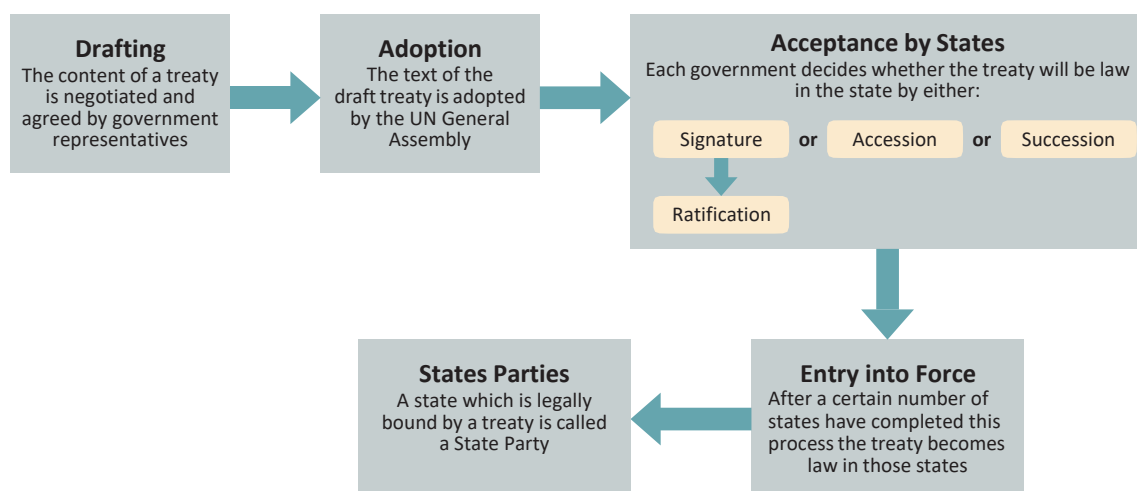 Drafting
The content of a treaty
is negotiated and
agreed by government
representatives
Adoption
The text of the
draft treaty is adopted
by the UN General
Assembly
Acceptance by States
Each government decides whether the treaty will be law
in the state by either:
Signature or Accession or Succession
Ratification
Entry into Force
After a certain number of
states have completed this
process the treaty becomes
law in those states
States Parties
A state which is legally
bound by a treaty is called
a State Party